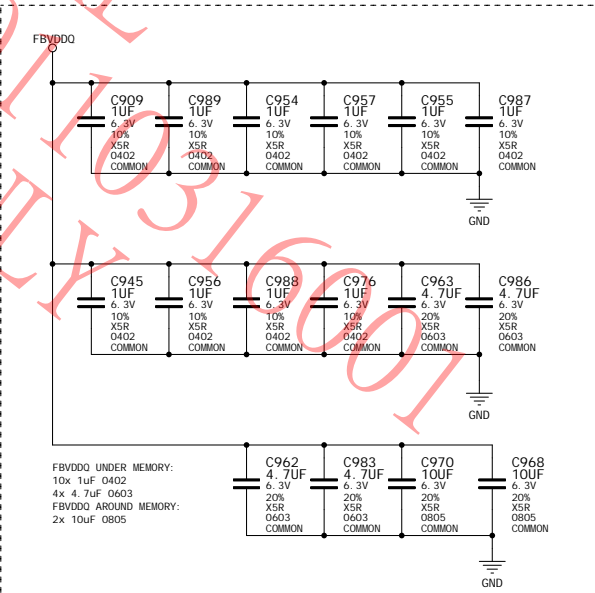 FBVDDQ
C909
1UF
6.3V
10%
X5R
0402
COMMON
C989
1UF
6.3V
10%
X5R
0402
COMMON
C954
1UF
6.3V
10%
X5R
0402
COMMON
C957
1UF
6.3V
10%
X5R
0402
COMMON
C955
1UF
6.3V
10%
X5R
0402
COMMON
C987
1UF
6.3V
10%
X5R
0402
COMMON
GND
C945
1UF
6.3V
10%
X5R
0402
COMMON
C956
1UF
6.3V
10%
X5R
0402
COMMON
C988
1UF
6.3V
10%
X5R
0402
COMMON
C976
1UF
6.3V
10%
X5R
0402
COMMON
C963
4.7UF
6.3V
20%
X5R
0603
COMMON
C986
4.7UF
6.3V
20%
X5R
0603
COMMON
GND
FBVDDQ UNDER MEMORY:
10x 1uF 0402
4x 4.7uF 0603
FBVDDQ AROUND MEMORY:
2x 10uF 0805
C962
4.7UF
6.3V
20%
X5R
0603
COMMON
C983
4.7UF
6.3V
20%
X5R
0603
COMMON
C970
10UF
6.3V
20%
X5R
0805
COMMON
C968
10UF
6.3V
20%
X5R
0805
COMMON
GND